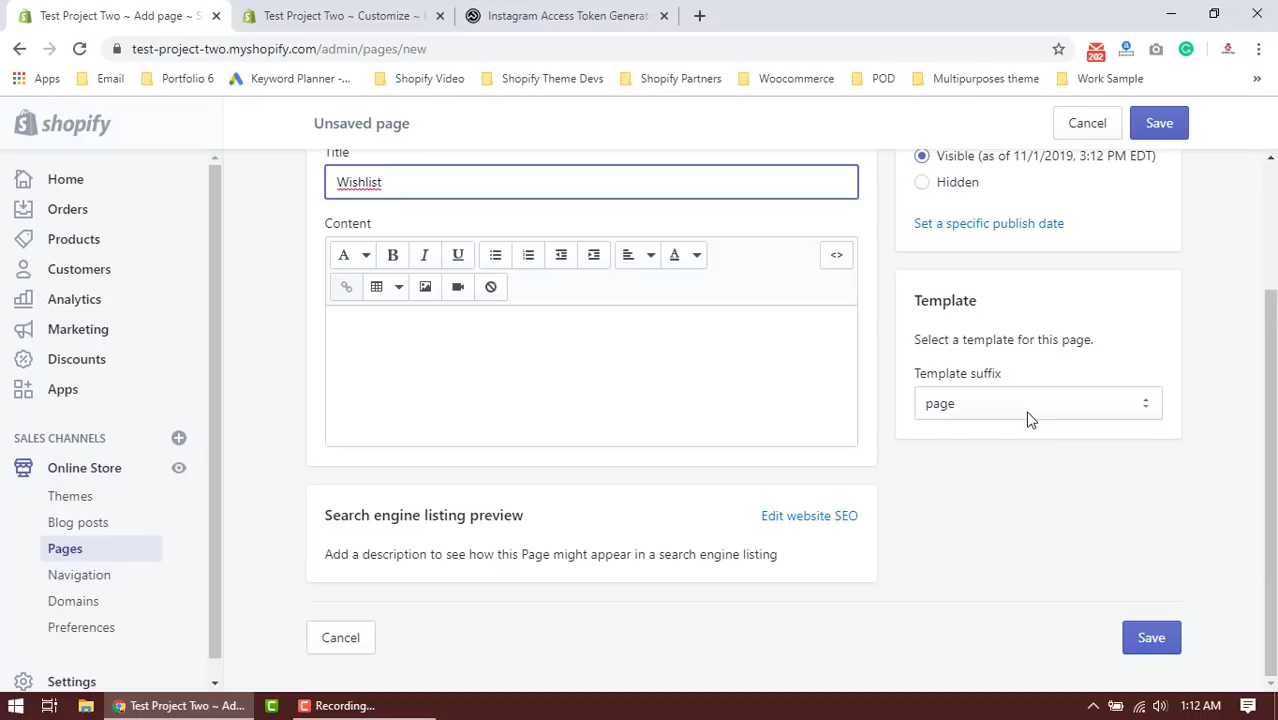 Test Project Two ~ Add page ~ S
Test Project Two ~ Customize ~ I
Instagram Access Token Generat
test-project-two.myshopify.com/admin/pages/new
202
Apps
Email
Portfolio 6
Keyword Planner -...
Shopify Video
Shopify Theme Devs
Shopify Partners
Woocommerce
POD
Multipurposes theme
Work Sample
»
shopify
Unsaved page
Cancel
Save
Home
Orders
Products
Customers
Analytics
Marketing
Discounts
Apps
SALES CHANNELS
Online Store
Themes
Blog posts
Pages
Navigation
Domains
Preferences
Settings
Title
Wishlist
Content
A B I U A <>
Search engine listing preview
Edit website SEO
Add a description to see how this Page might appear in a search engine listing
Visible (as of 11/1/2019, 3:12 PM EDT)
Hidden
Set a specific publish date
Template
Select a template for this page.
Template suffix
page
Cancel
Save
Test Project Two ~ Ad...
Recording...
1:12 AM